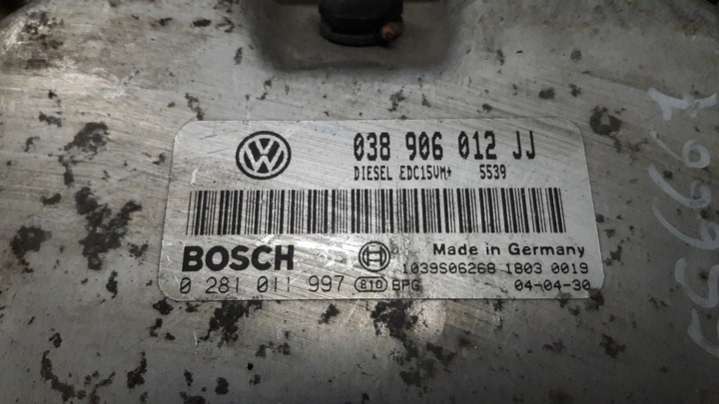 038 906 012 JJ
DIESEL EDC15VM+ 5539
BOSCH Made in Germany
1039S06268 1803 0019
0 281 011 997 810 BPG 04-04-30